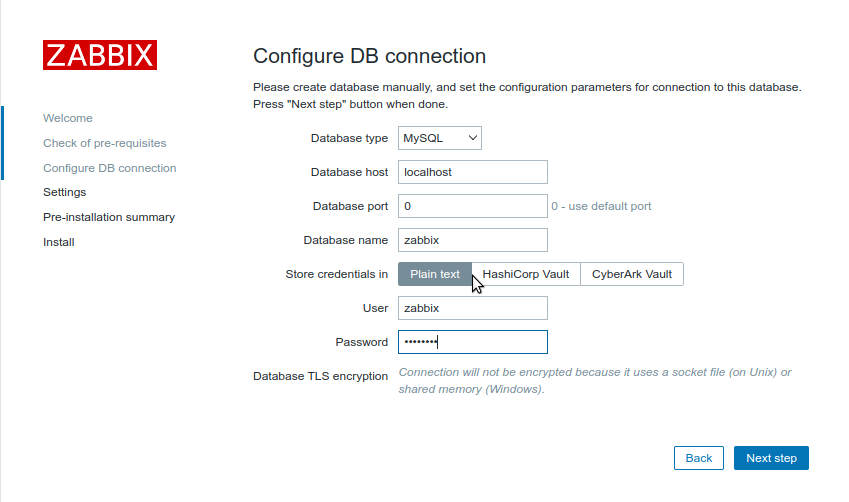 ZABBIX
Welcome
Check of pre-requisites
Configure DB connection
Settings
Pre-installation summary
Install
Configure DB connection
Please create database manually, and set the configuration parameters for connection to this database.
Press "Next step" button when done.
Database type MySQL
Database host localhost
Database port 0 0 - use default port
Database name zabbix
Store credentials in Plain text HashiCorp Vault CyberArk Vault
User zabbix
Password ••••••••
Database TLS encryption Connection will not be encrypted because it uses a socket file (on Unix) or
shared memory (Windows).
Back Next step